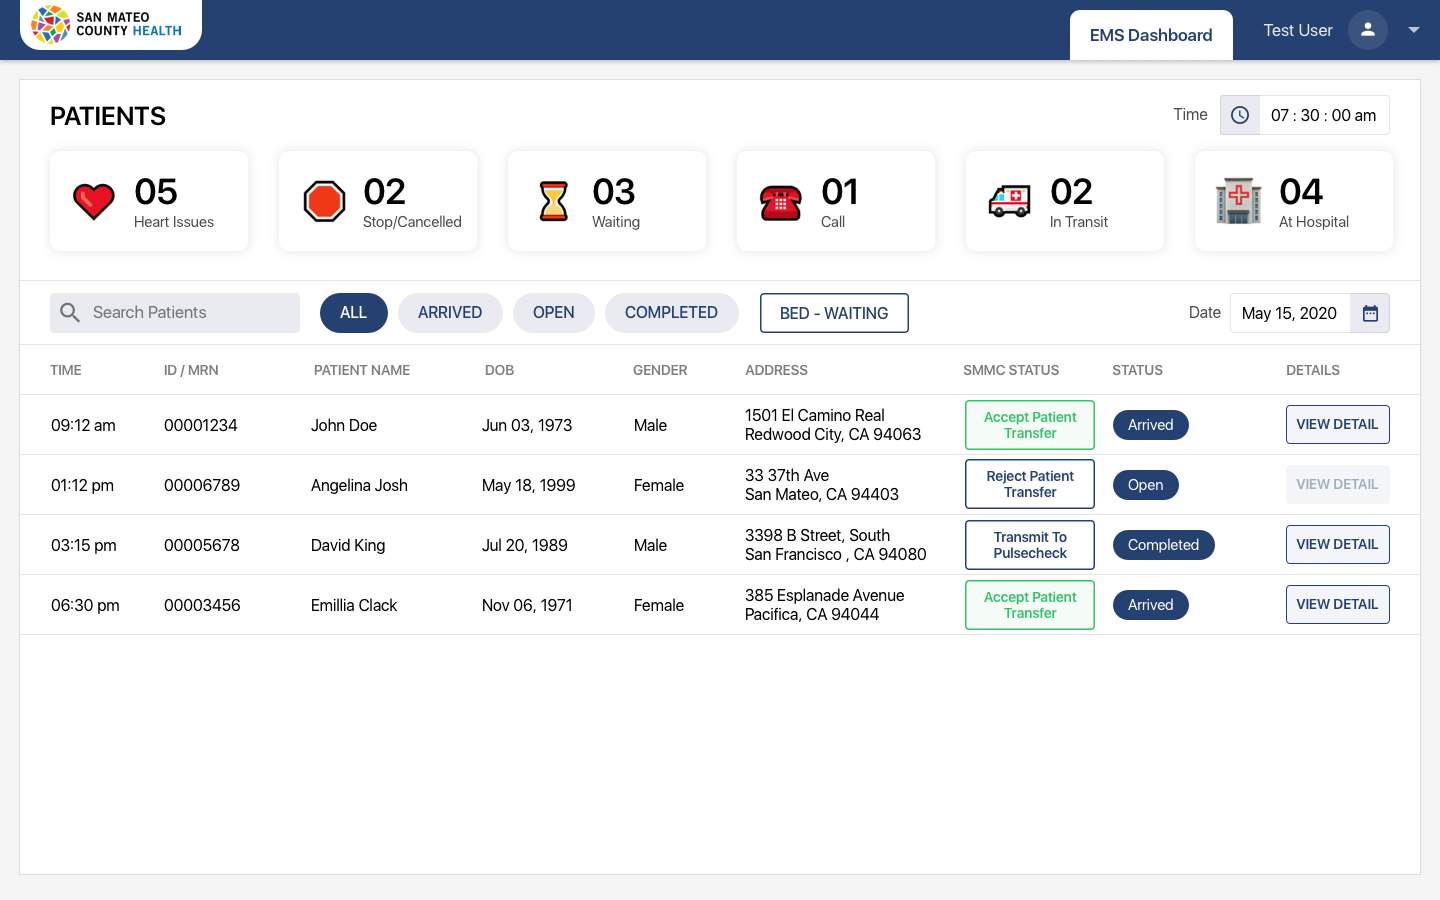 SAN MATEO
COUNTY HEALTH
EMS Dashboard
Test User
PATIENTS
Time
07 : 30 : 00 am
05
Heart Issues
02
Stop/Cancelled
03
Waiting
01
Call
02
In Transit
04
At Hospital
Search Patients
ALL
ARRIVED
OPEN
COMPLETED
BED - WAITING
Date
May 15, 2020
TIME
ID / MRN
PATIENT NAME
DOB
GENDER
ADDRESS
SMMC STATUS
STATUS
DETAILS
09:12 am
00001234
John Doe
Jun 03, 1973
Male
1501 El Camino Real
Redwood City, CA 94063
Accept Patient
Transfer
Arrived
VIEW DETAIL
01:12 pm
00006789
Angelina Josh
May 18, 1999
Female
33 37th Ave
San Mateo, CA 94403
Reject Patient
Transfer
Open
VIEW DETAIL
03:15 pm
00005678
David King
Jul 20, 1989
Male
3398 B Street, South
San Francisco , CA 94080
Transmit To
Pulsecheck
Completed
VIEW DETAIL
06:30 pm
00003456
Emillia Clack
Nov 06, 1971
Female
385 Esplanade Avenue
Pacifica, CA 94044
Accept Patient
Transfer
Arrived
VIEW DETAIL